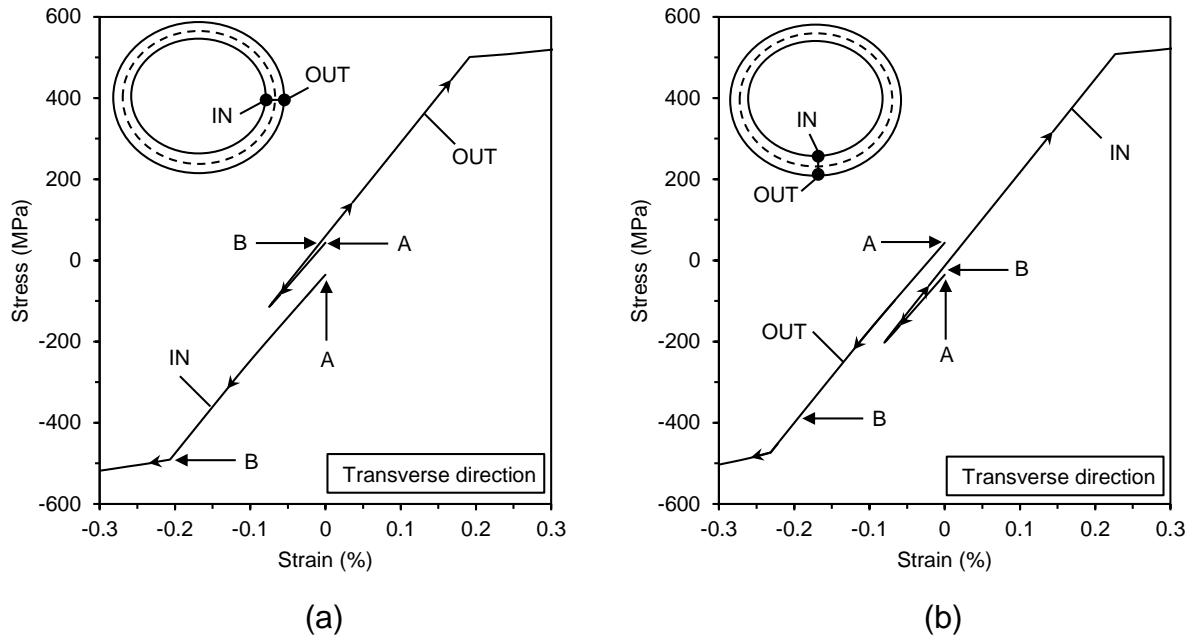 600
400
200
0
-200
-400
-600
Stress (MPa)
-0.3
-0.2
-0.1
0
0.1
0.2
0.3
Strain (%)
IN
OUT
OUT
B
A
A
IN
B
Transverse direction
(a)
600
400
200
0
-200
-400
-600
Stress (MPa)
-0.3
-0.2
-0.1
0
0.1
0.2
0.3
Strain (%)
IN
OUT
IN
A
B
A
OUT
B
Transverse direction
(b)